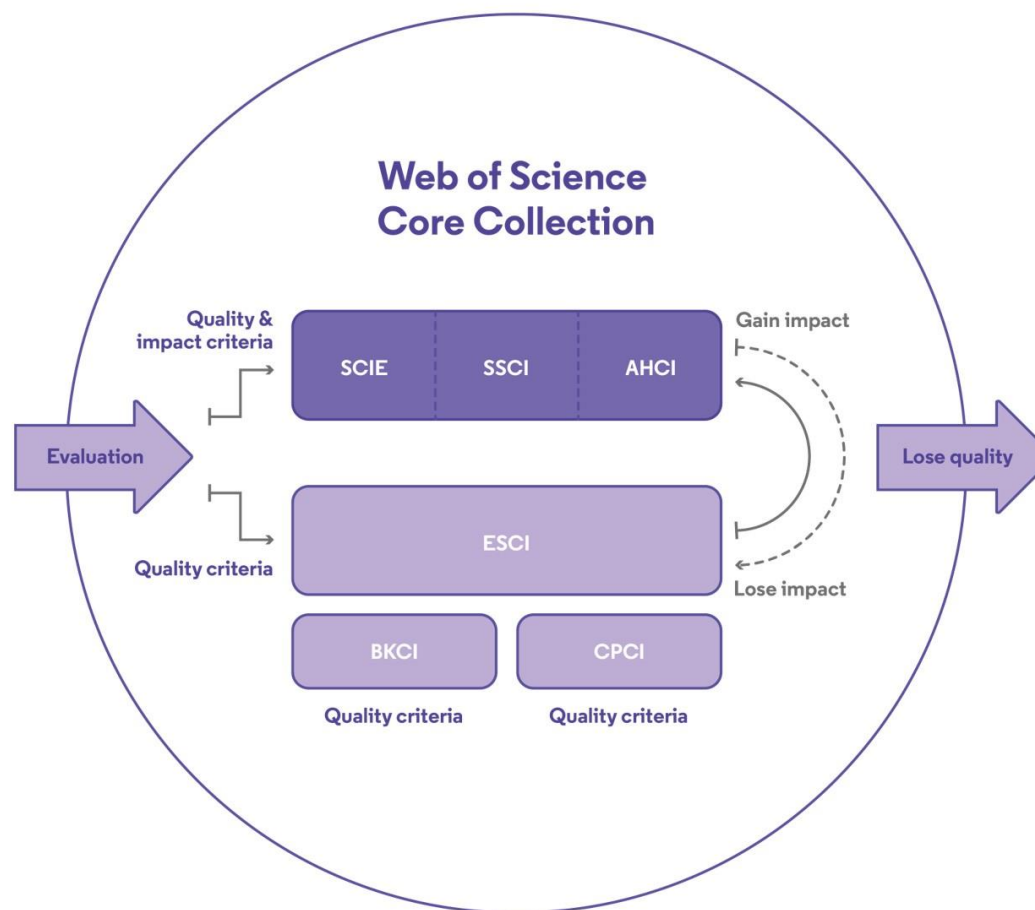 Web of Science
Core Collection
Quality &
impact criteria
SCIE
SSCI
AHCI
Gain impact
Evaluation
Lose quality
Quality criteria
ESCI
Lose impact
BKCI
CPCI
Quality criteria
Quality criteria